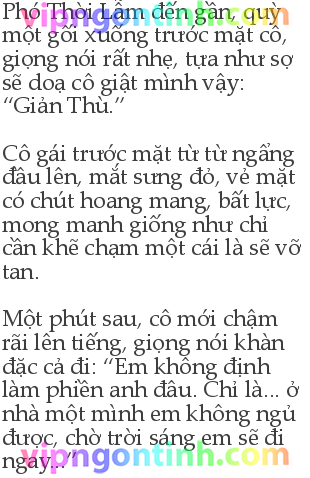 Phó Thời Lẫm đến gần, quỳ
một gối xuống trước mặt cô,
giọng nói rất nhẹ, tựa như sợ
sẽ doạ cô giật mình vậy:
“Giản Thù.”
Cô gái trước mặt từ từ ngẩng
đầu lên, mắt sưng đỏ, vẻ mặt
có chút hoang mang, bất lực,
mong manh giống như chỉ
cần khẽ chạm một cái là sẽ vỡ
tan.
Một phút sau, cô mới chậm
rãi lên tiếng, giọng nói khàn
đặc cả đi: “Em không định
làm phiền anh đâu. Chỉ là... ở
nhà một mình em không ngủ
được, chờ trời sáng em sẽ đi
ngay...”
vipngontinh.com
vipngontinh.com